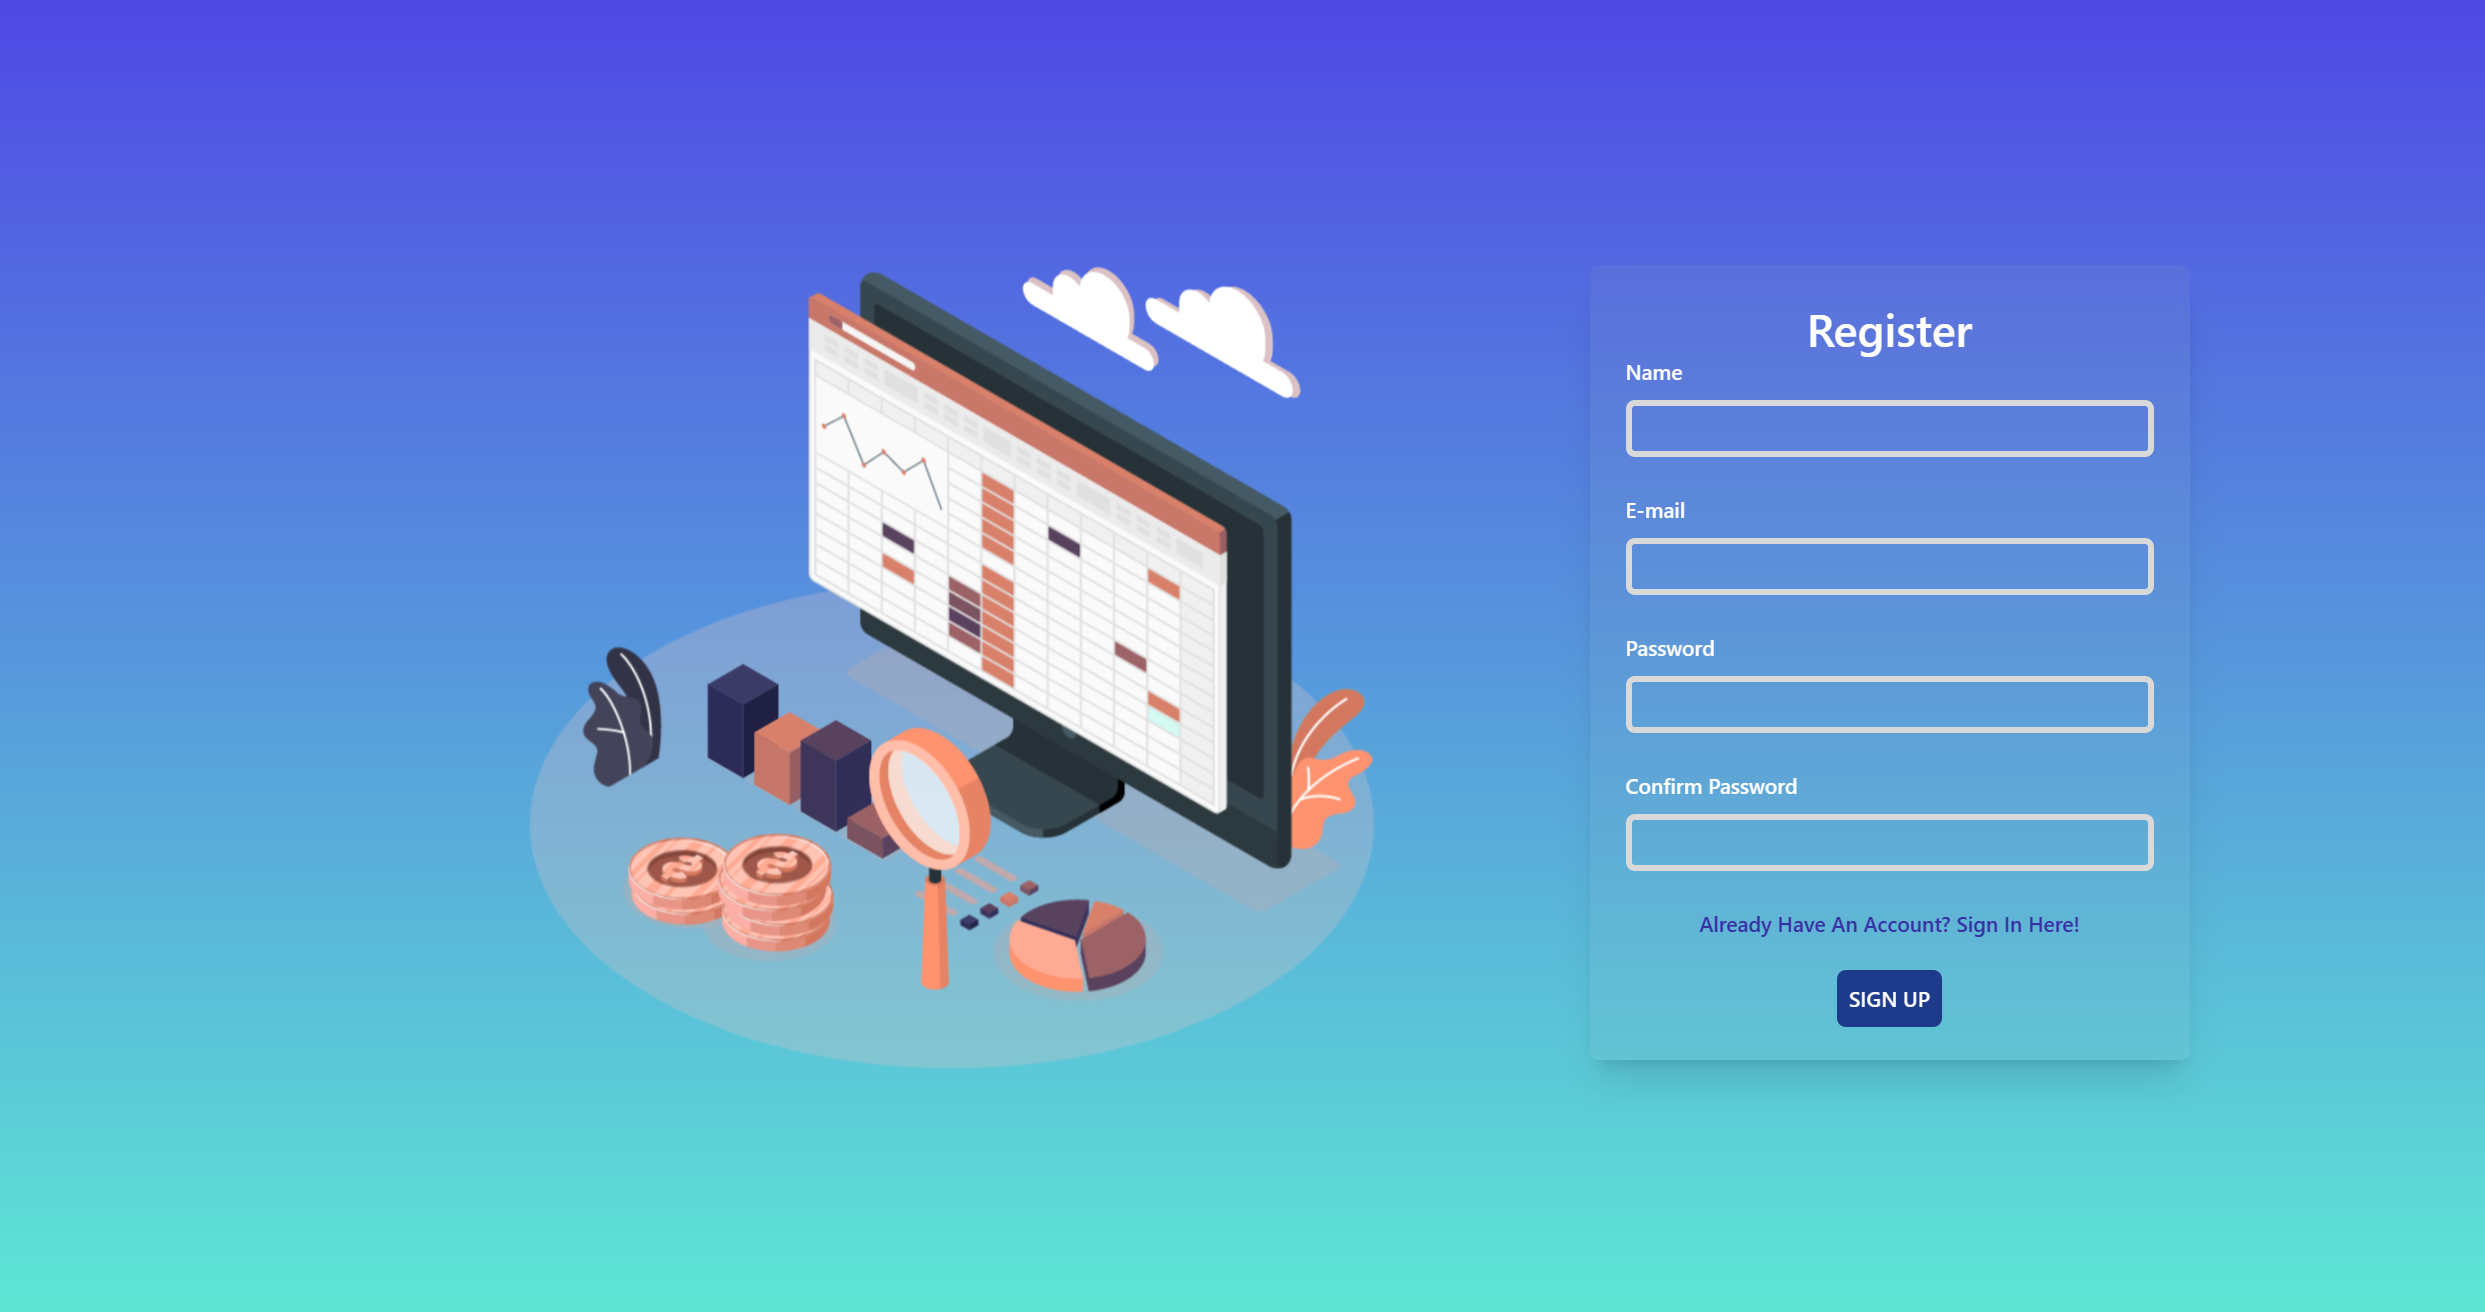 Register
Name
E-mail
Password
Confirm Password
Already Have An Account? Sign In Here!
SIGN UP